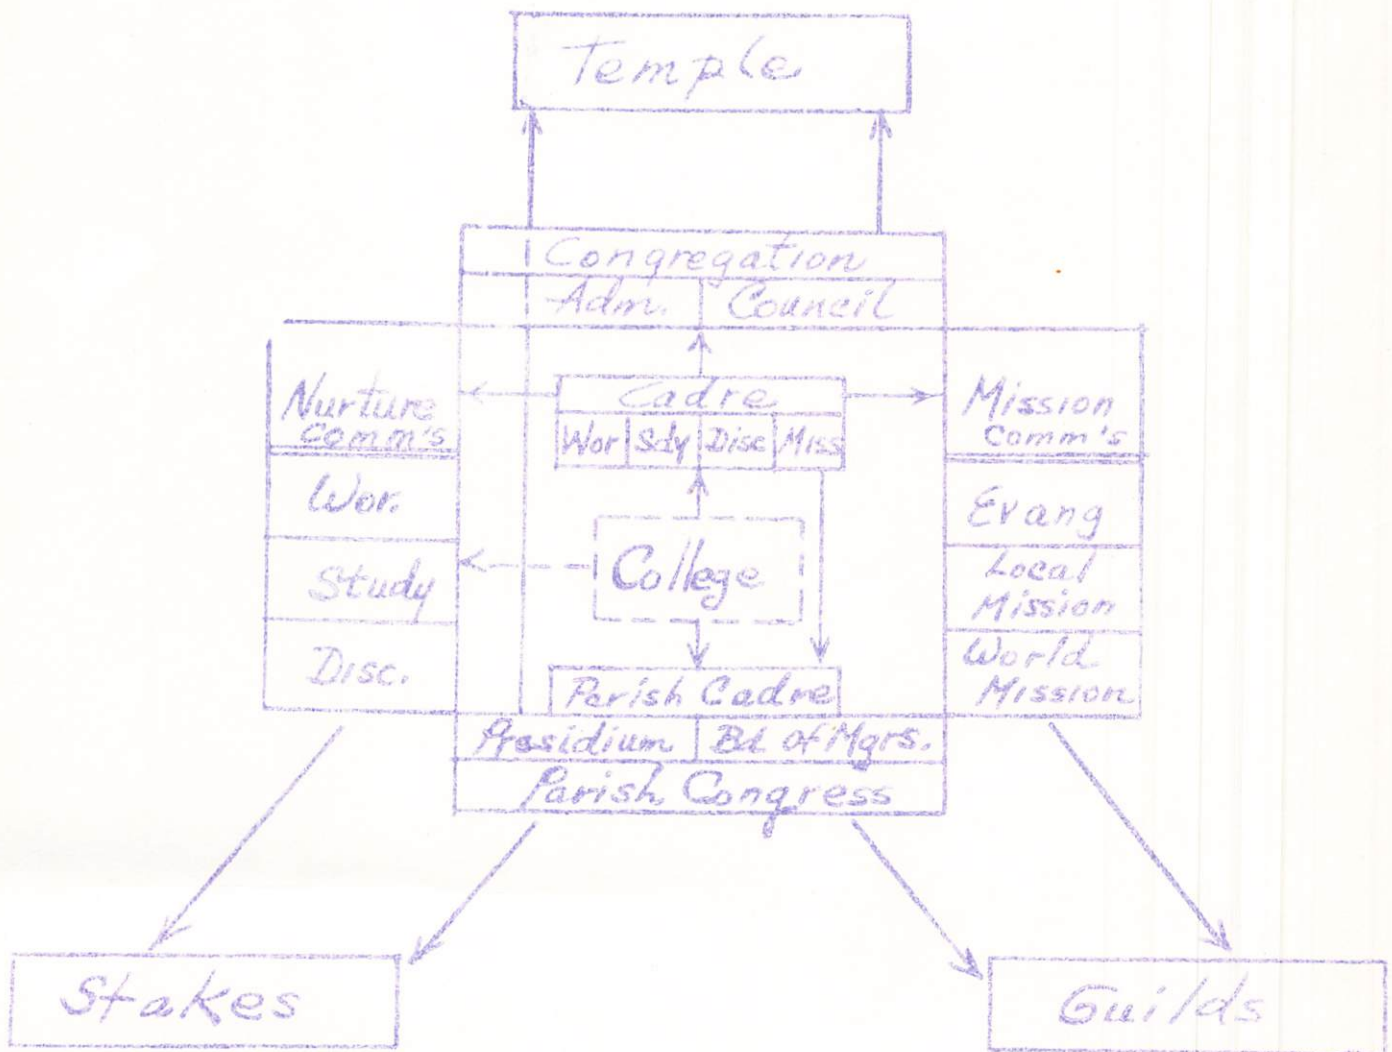 Temple
Congregation
Adm. Council
Nurture
Comm's
Cadre
Mission
Comm's
Wor Sdy Disc Miss
Wor.
Evang
Study
College
Local
Mission
Disc.
World
Mission
Parish Cadre
Presidium Bd of Mgrs.
Parish Congress
Stakes
Guilds